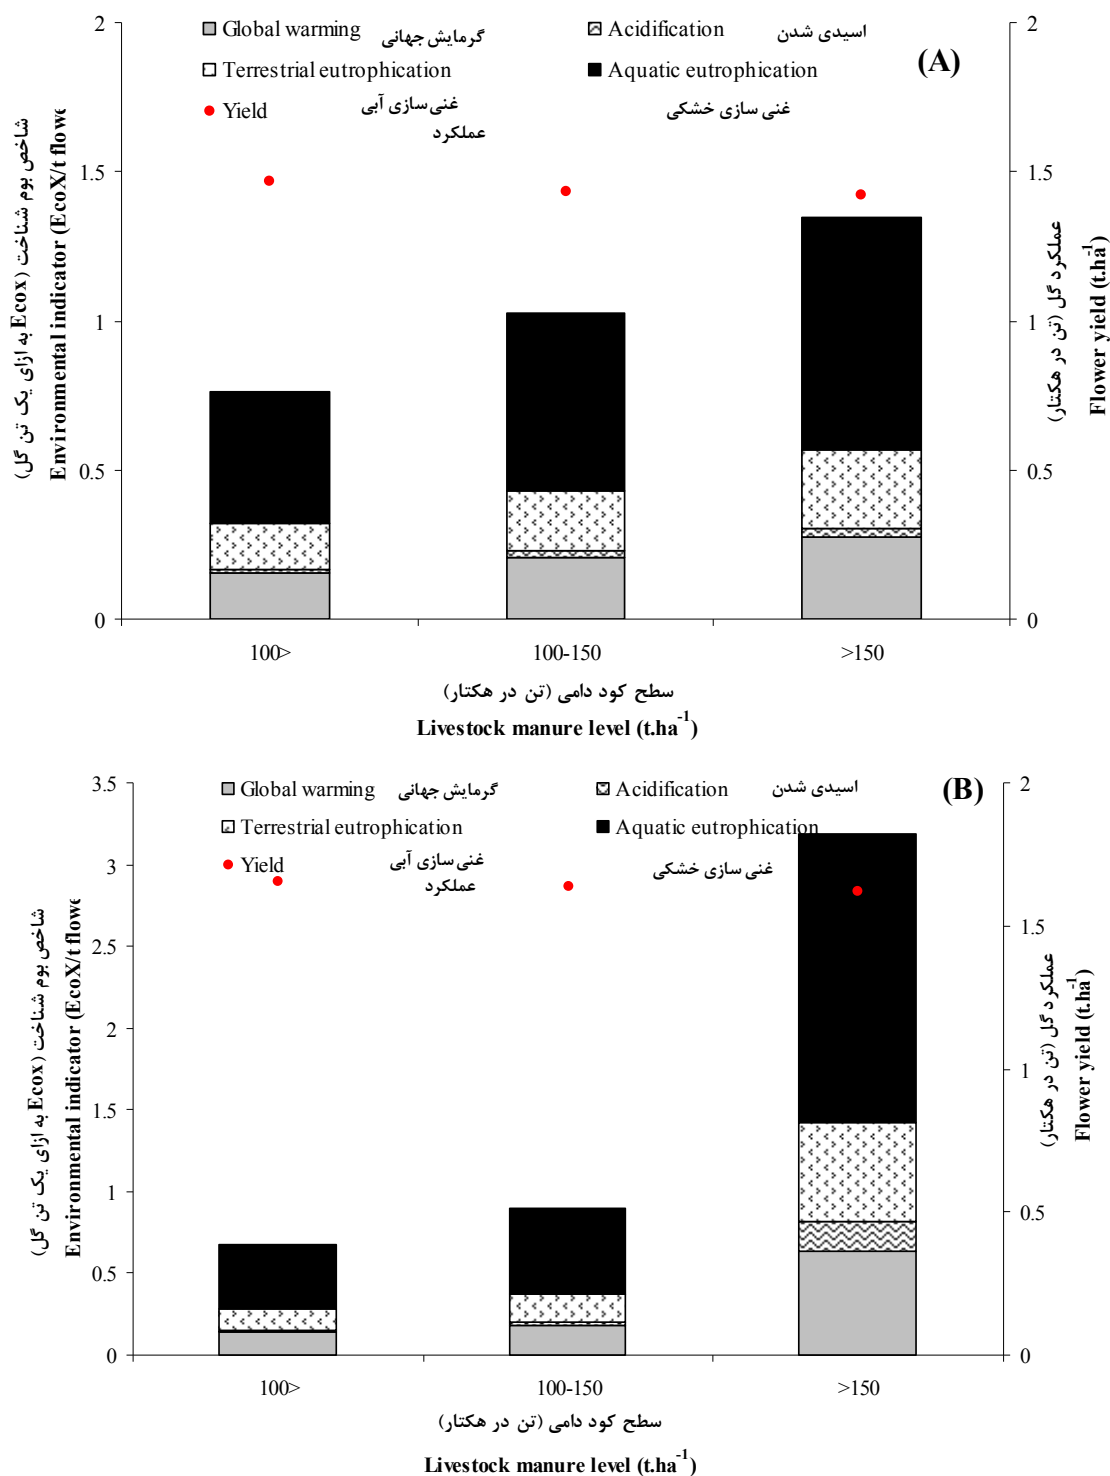 Global warming گرمایش جهانی
Acidification اسیدی شدن
(A)
Terrestrial eutrophication
Aquatic eutrophication
Yield
غنی سازی آبی
غنی سازی خشکی
عملکرد
2
1.5
1
0.5
0
2
1.5
1
0.5
0
شاخص بوم شناخت (Ecox به ازای یک تن گل)
Environmental indicator (EcoX/t flowe
عملکرد گل (تن در هکتار)
Flower yield (t.ha-1)
100>
100-150
>150
سطح کود دامی (تن در هکتار)
Livestock manure level (t.ha-1)
Global warming گرمایش جهانی
Acidification اسیدی شدن
(B)
Terrestrial eutrophication
Aquatic eutrophication
Yield
غنی سازی آبی
غنی سازی خشکی
عملکرد
3.5
3
2.5
2
1.5
1
0.5
0
2
1.5
1
0.5
0
شاخص بوم شناخت (Ecox به ازای یک تن گل)
Environmental indicator (EcoX/t flowe
عملکرد گل (تن در هکتار)
Flower yield (t.ha-1)
100>
100-150
>150
سطح کود دامی (تن در هکتار)
Livestock manure level (t.ha-1)